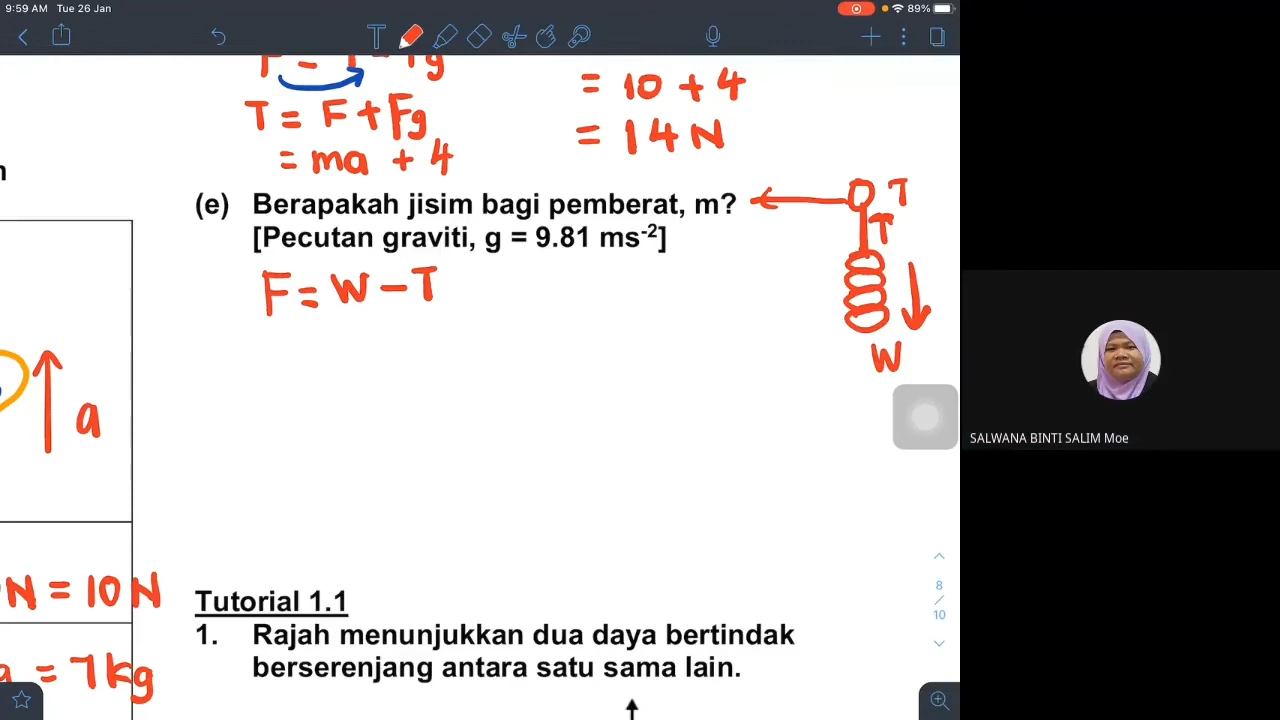 9:59 AM Tue 26 Jan
89%
T = F + Fg
= ma + 4
= 10 + 4
= 14 N
(e) Berapakah jisim bagi pemberat, m?
[Pecutan graviti, g = 9.81 ms⁻²]
F = W - T
T
T
W
a
N = 10 N
= 7kg
Tutorial 1.1
1. Rajah menunjukkan dua daya bertindak
berserenjang antara satu sama lain.
8
/
10
SALWANA BINTI SALIM Moe